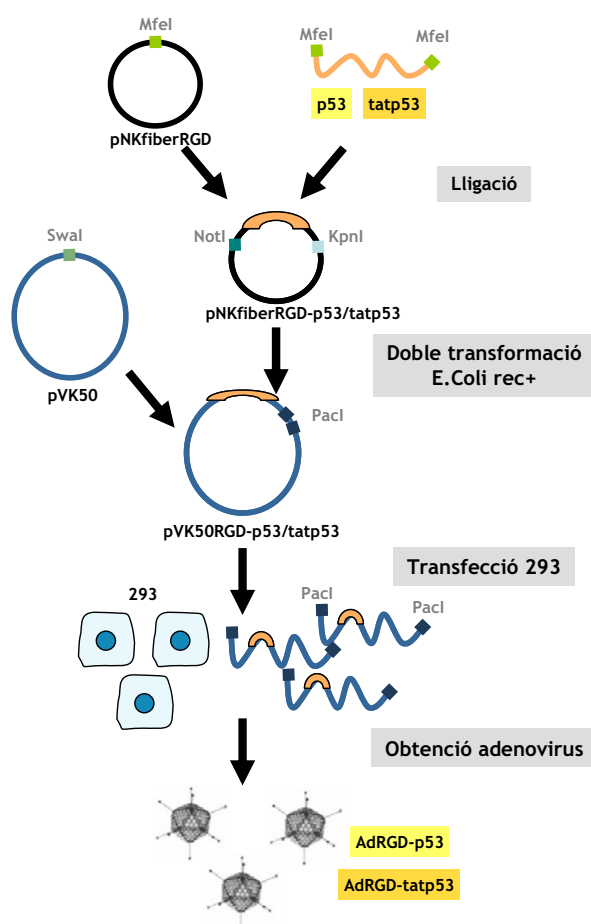 MfeI
MfeI
MfeI
p53
tatp53
pNKfiberRGD
Lligació
SwaI
NotI
KpnI
pNKfiberRGD-p53/tatp53
Doble transformació
E.Coli rec+
pVK50
PacI
pVK50RGD-p53/tatp53
Transfecció 293
293
PacI
PacI
Obtenció adenovirus
AdRGD-p53
AdRGD-tatp53